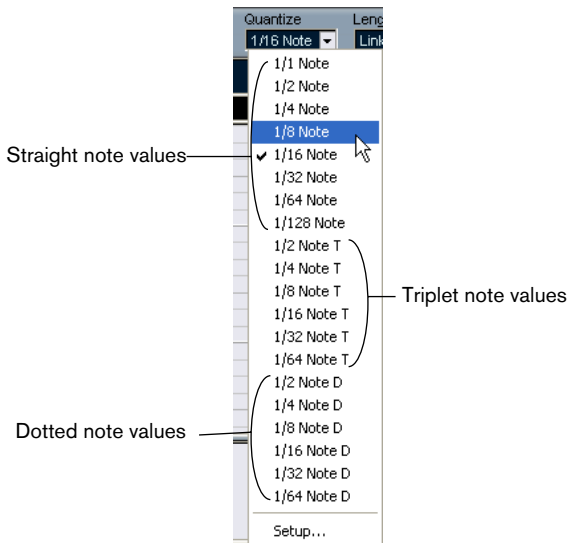 Quantize Leng
1/16 Note Link
1/1 Note
1/2 Note
1/4 Note
1/8 Note
Straight note values
1/16 Note
1/32 Note
1/64 Note
1/128 Note
1/2 Note T
1/4 Note T
1/8 Note T
Triplet note values
1/16 Note T
1/32 Note T
1/64 Note T
1/2 Note D
1/4 Note D
1/8 Note D
Dotted note values
1/16 Note D
1/32 Note D
1/64 Note D
Setup...